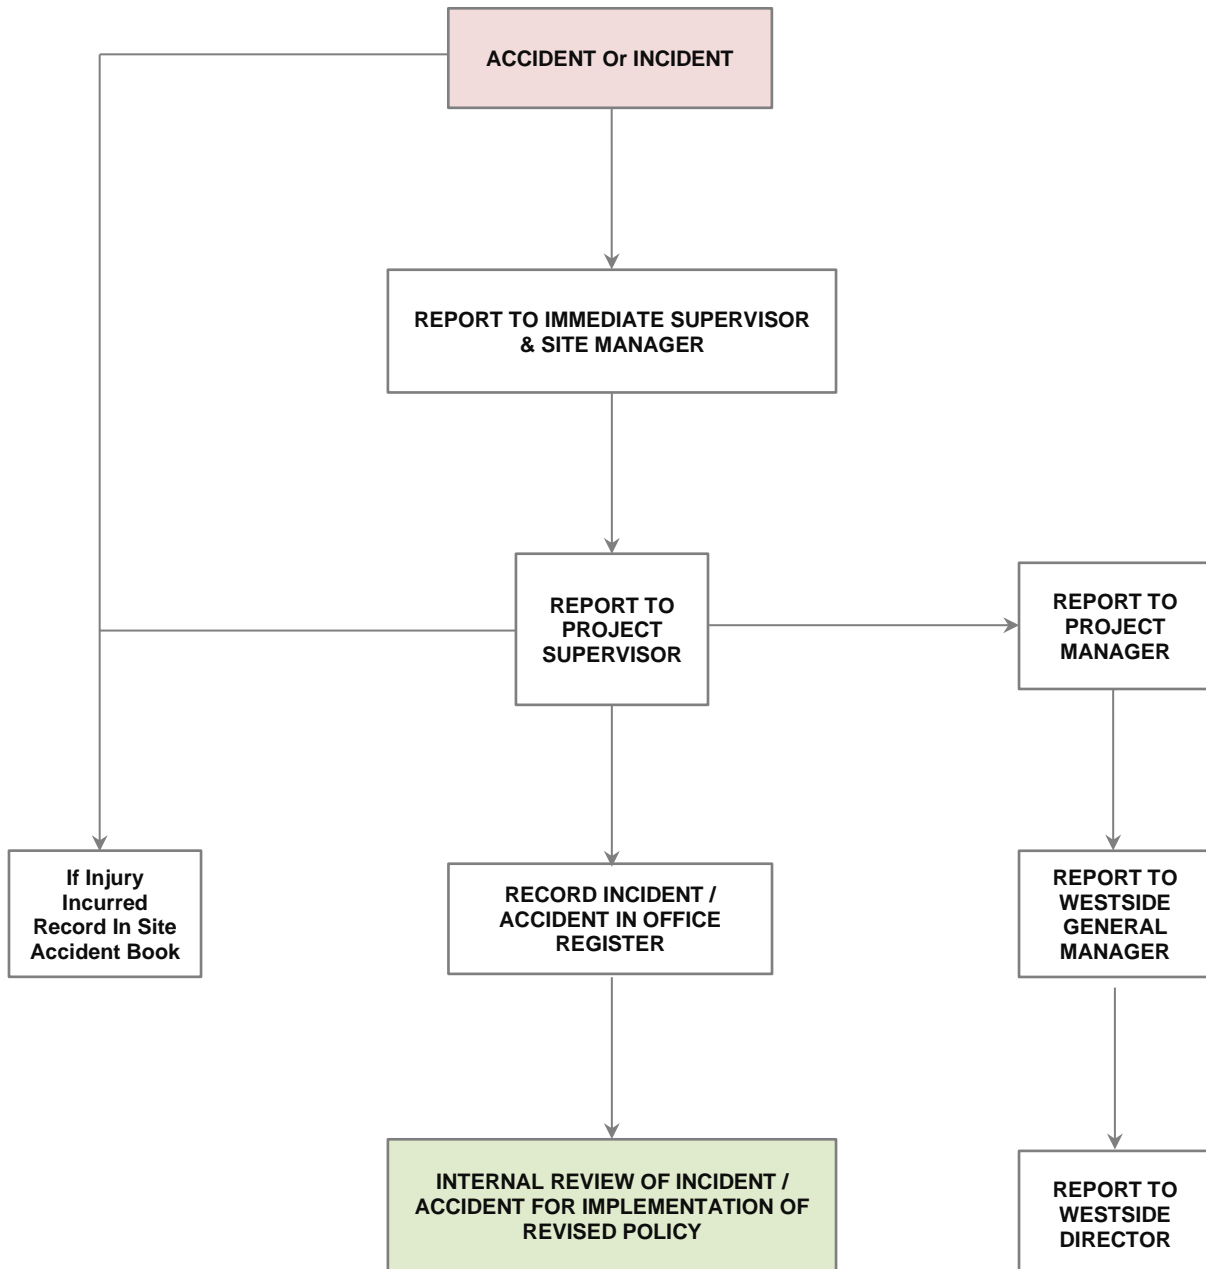 ACCIDENT Or INCIDENT
REPORT TO IMMEDIATE SUPERVISOR
& SITE MANAGER
REPORT TO
PROJECT
SUPERVISOR
REPORT TO
PROJECT
MANAGER
If Injury
Incurred
Record In Site
Accident Book
RECORD INCIDENT /
ACCIDENT IN OFFICE
REGISTER
REPORT TO
WESTSIDE
GENERAL
MANAGER
INTERNAL REVIEW OF INCIDENT /
ACCIDENT FOR IMPLEMENTATION OF
REVISED POLICY
REPORT TO
WESTSIDE
DIRECTOR